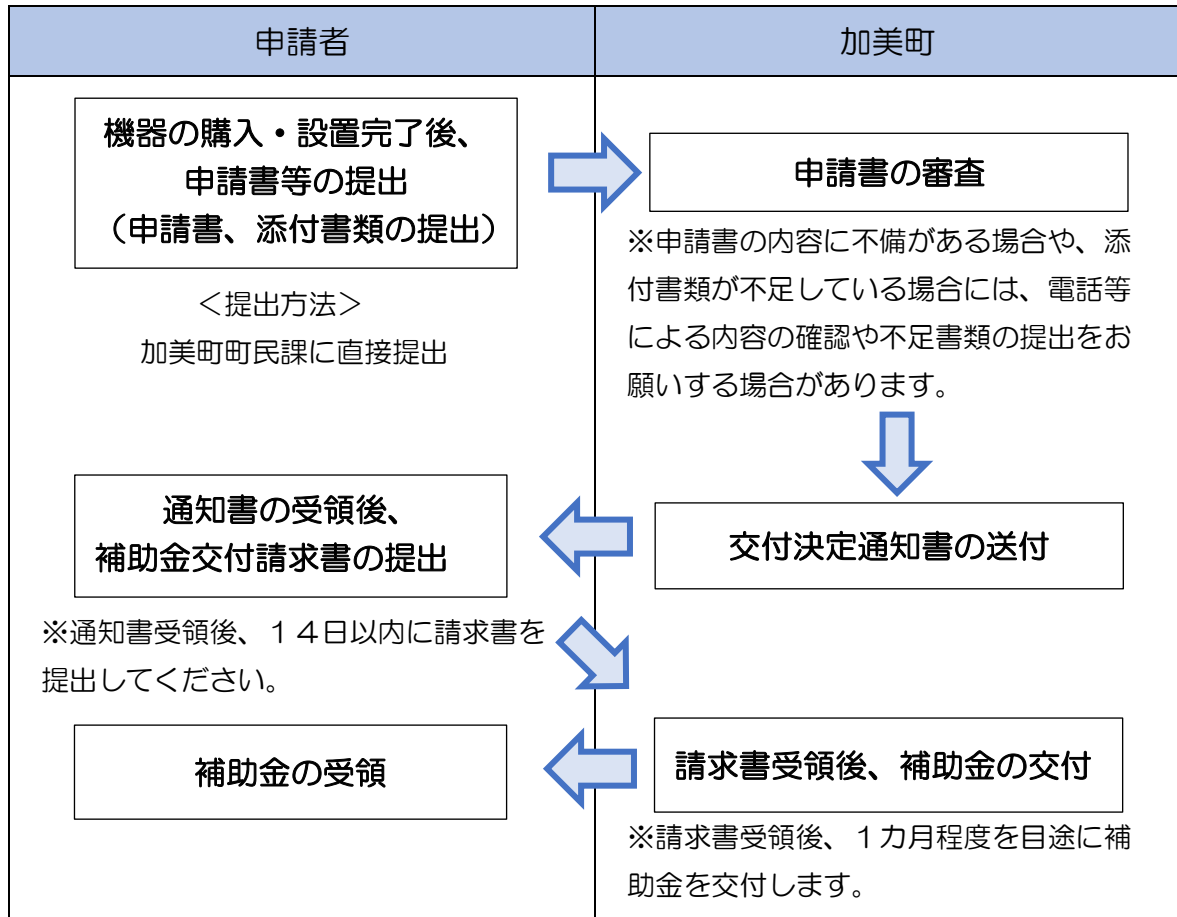 申請者
加美町
機器の購入・設置完了後、
申請書等の提出
（申請書、添付書類の提出）
＜提出方法＞
加美町町民課に直接提出
申請書の審査
※申請書の内容に不備がある場合や、添
付書類が不足している場合には、電話等
による内容の確認や不足書類の提出をお
願いする場合があります。
交付決定通知書の送付
通知書の受領後、
補助金交付請求書の提出
※通知書受領後、１４日以内に請求書を
提出してください。
請求書受領後、補助金の交付
※請求書受領後、１カ月程度を目途に補
助金を交付します。
補助金の受領